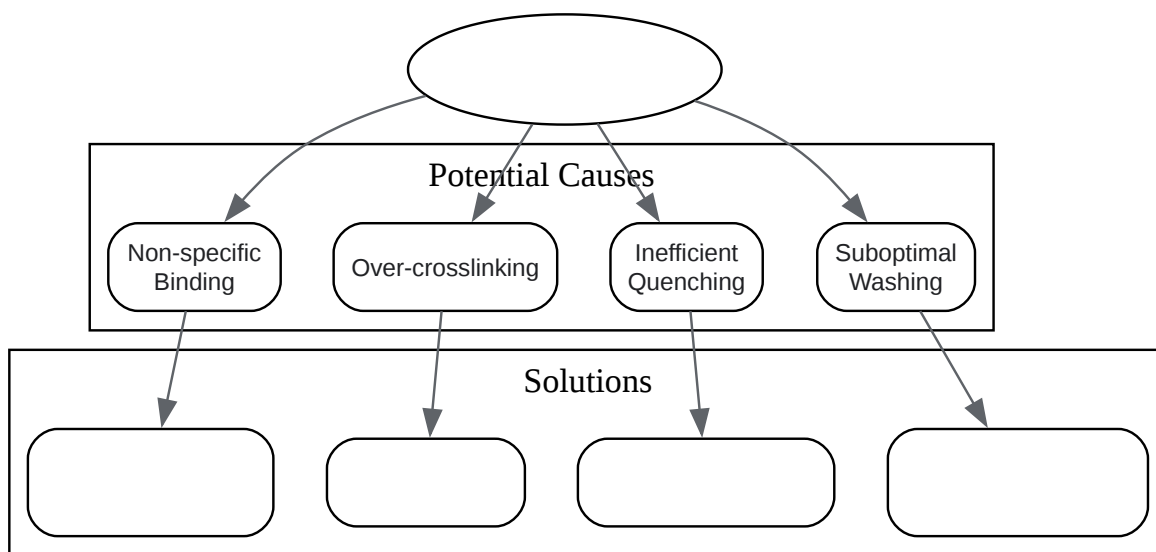 Potential Causes
Non-specific
Binding
Over-crosslinking
Inefficient
Quenching
Suboptimal
Washing
Solutions